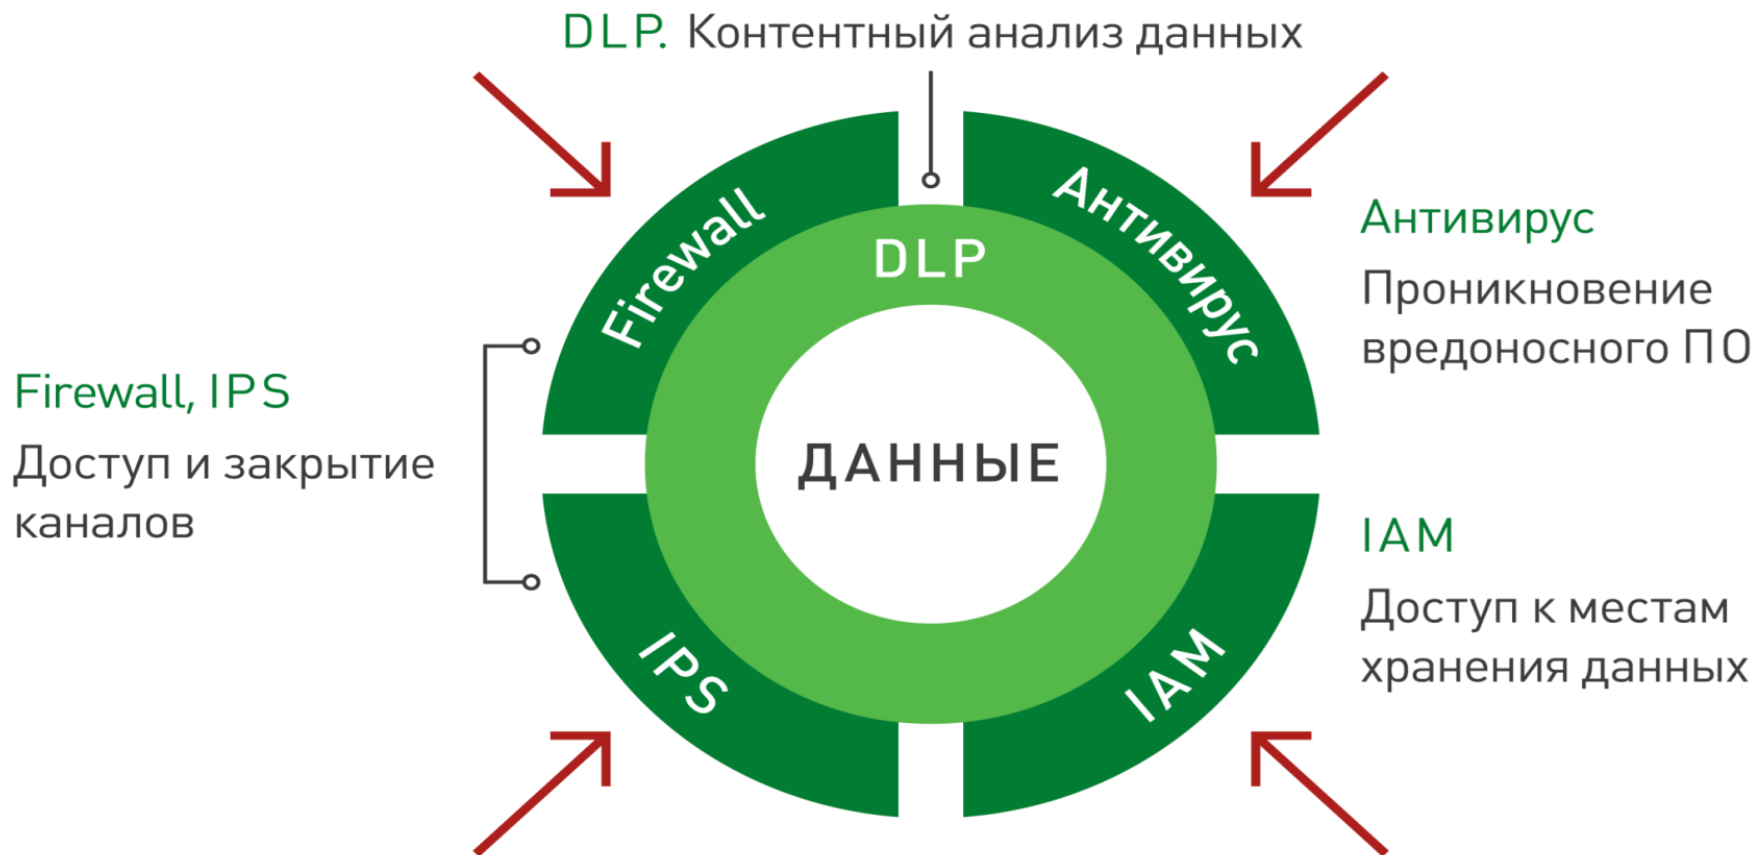 DLP. Контентный анализ данных
Firewall
Антивирус
DLP
Антивирус
Проникновение
вредоносного ПО
Firewall, IPS
Доступ и закрытие
каналов
ДАННЫЕ
IAM
Доступ к местам
хранения данных
IPS
IAM